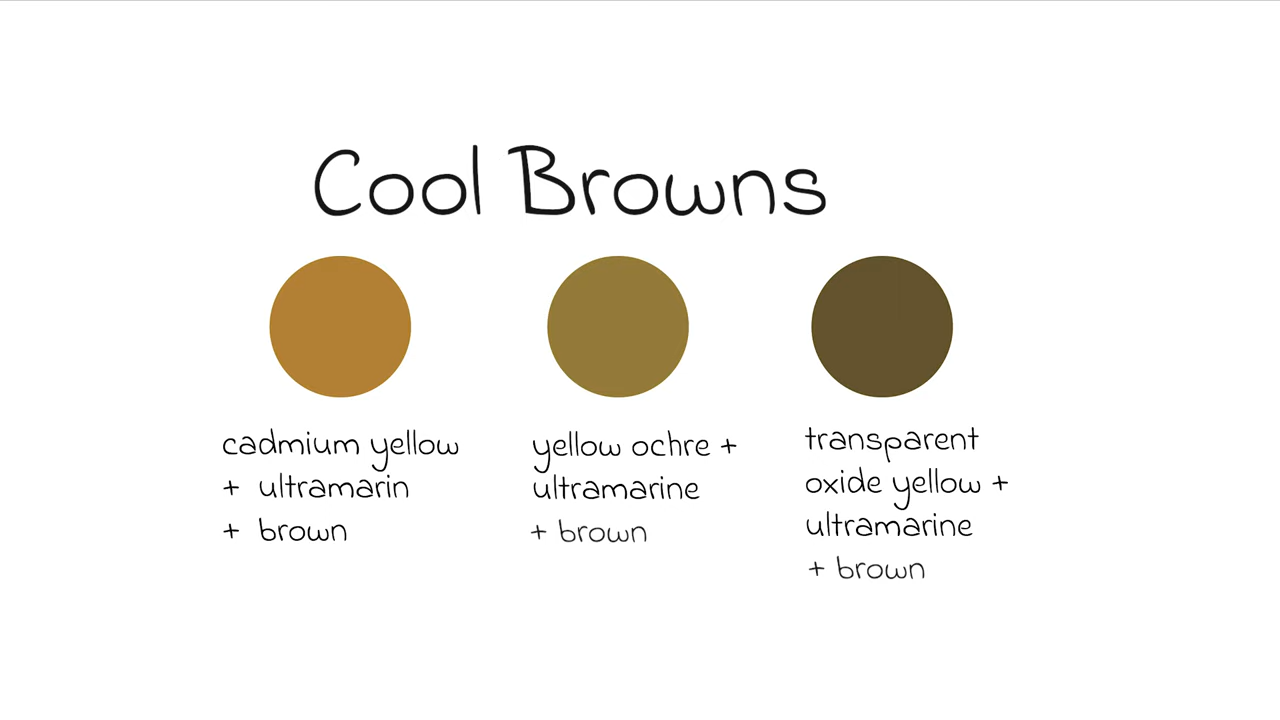 Cool Browns
cadmium yellow
+ ultramarin
+ brown
yellow ochre +
ultramarine
+ brown
transparent
oxide yellow +
ultramarine
+ brown